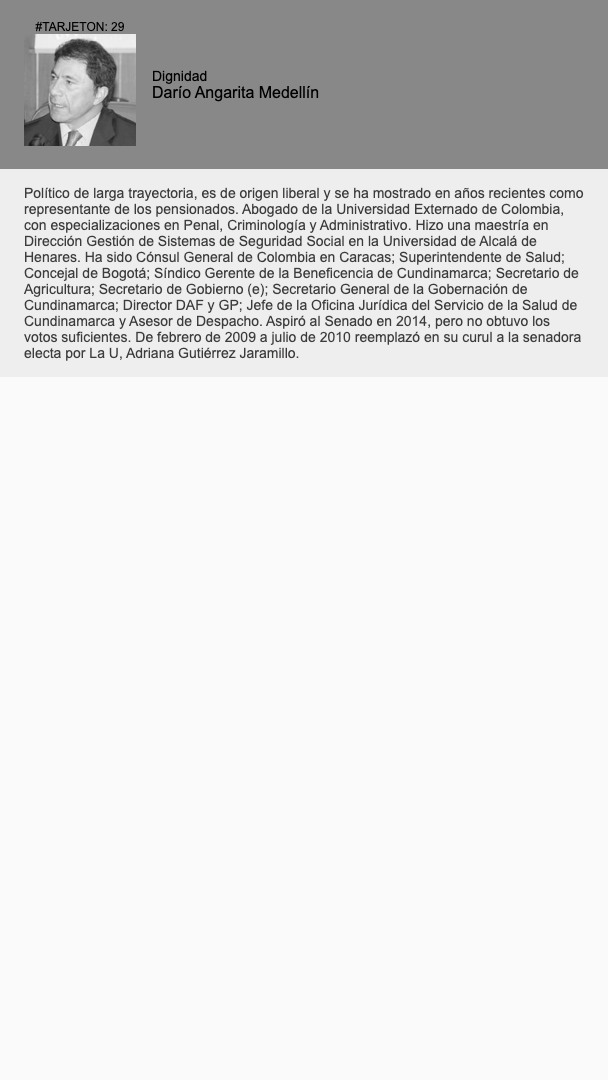 #TARJETON: 29
Dignidad
Darío Angarita Medellín
Político de larga trayectoria, es de origen liberal y se ha mostrado en años recientes como
representante de los pensionados. Abogado de la Universidad Externado de Colombia,
con especializaciones en Penal, Criminología y Administrativo. Hizo una maestría en
Dirección Gestión de Sistemas de Seguridad Social en la Universidad de Alcalá de
Henares. Ha sido Cónsul General de Colombia en Caracas; Superintendente de Salud;
Concejal de Bogotá; Síndico Gerente de la Beneficencia de Cundinamarca; Secretario de
Agricultura; Secretario de Gobierno (e); Secretario General de la Gobernación de
Cundinamarca; Director DAF y GP; Jefe de la Oficina Jurídica del Servicio de la Salud de
Cundinamarca y Asesor de Despacho. Aspiró al Senado en 2014, pero no obtuvo los
votos suficientes. De febrero de 2009 a julio de 2010 reemplazó en su curul a la senadora
electa por La U, Adriana Gutiérrez Jaramillo.